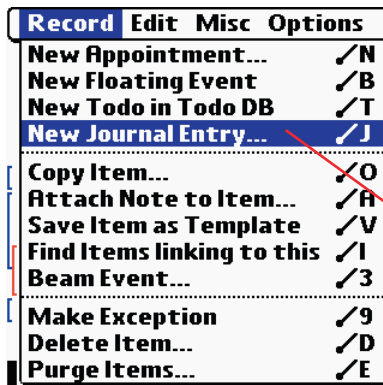 Record Edit Misc Options
New Appointment... /N
New Floating Event /B
New Todo in Todo DB /T
New Journal Entry... /J
Copy Item... /O
Attach Note to Item... /A
Save Item as Template /V
Find Items linking to this /I
Beam Event... /3
Make Exception /9
Delete Item... /D
Purge Items... /E